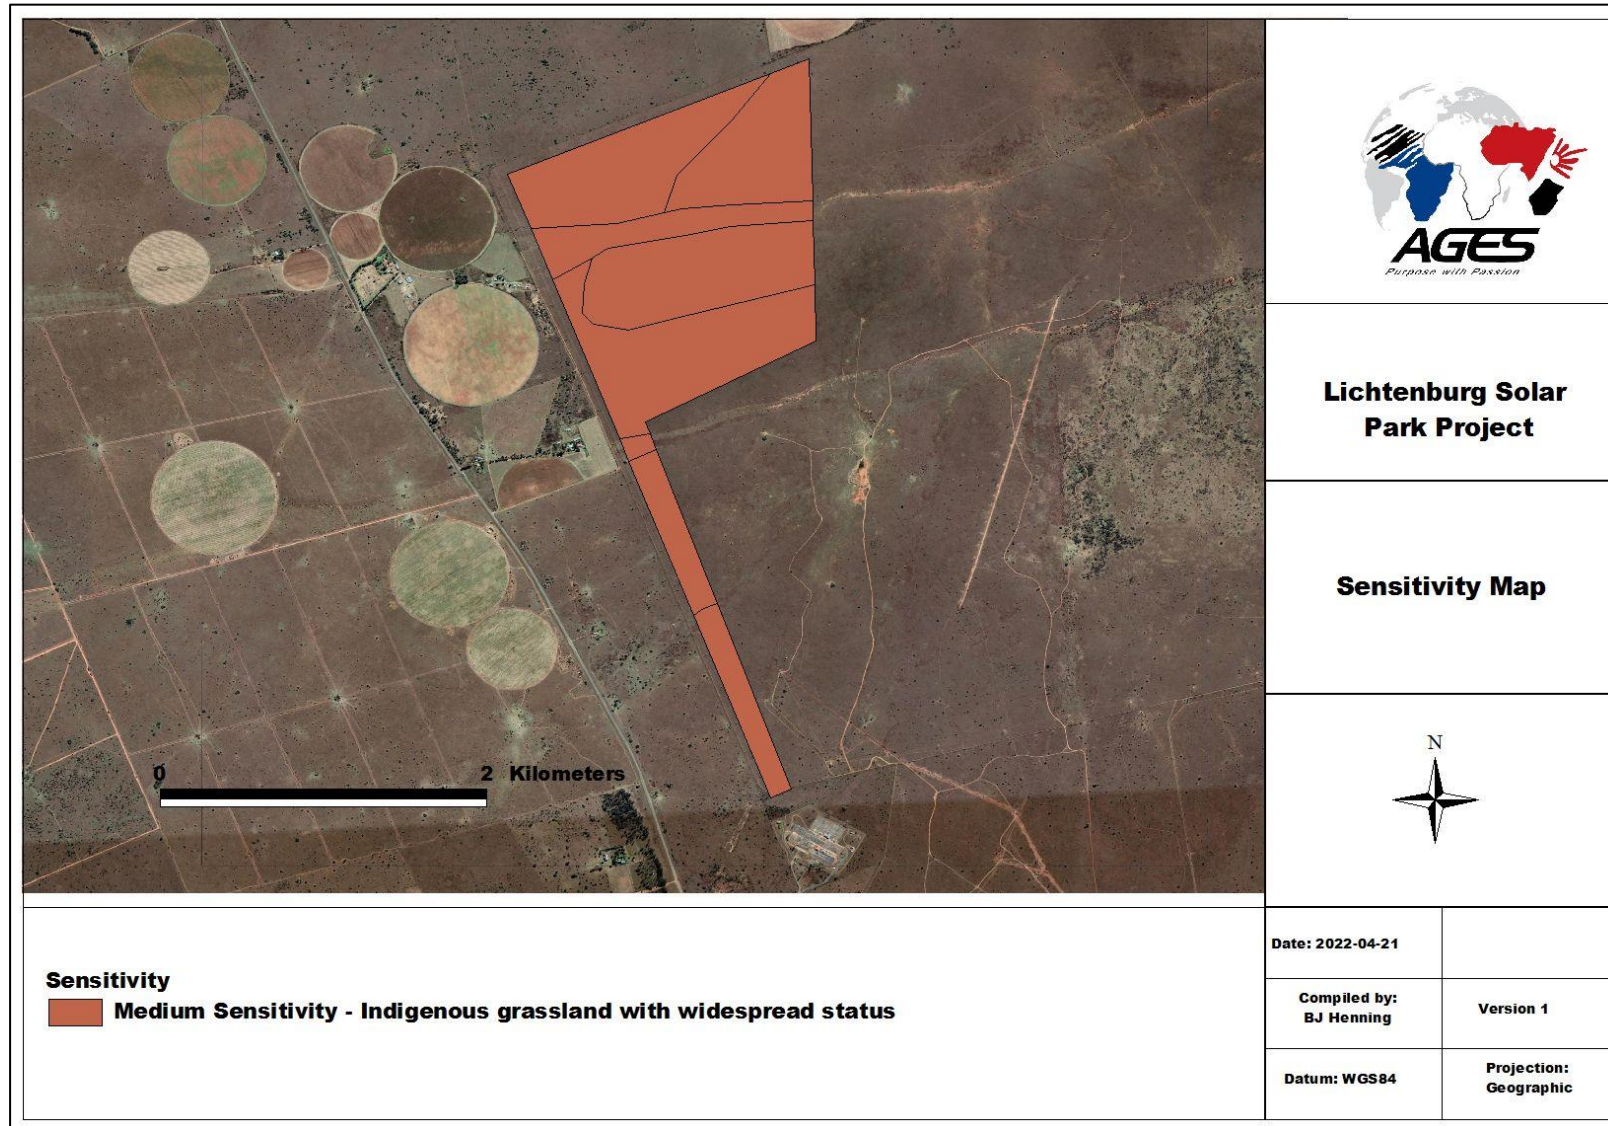 AGES
Purpose with Passion
Lichtenburg Solar
Park Project
Sensitivity Map
N
0 2 Kilometers
Sensitivity
Medium Sensitivity - Indigenous grassland with widespread status
Date: 2022-04-21
Compiled by:
BJ Henning
Version 1
Datum: WGS84
Projection:
Geographic